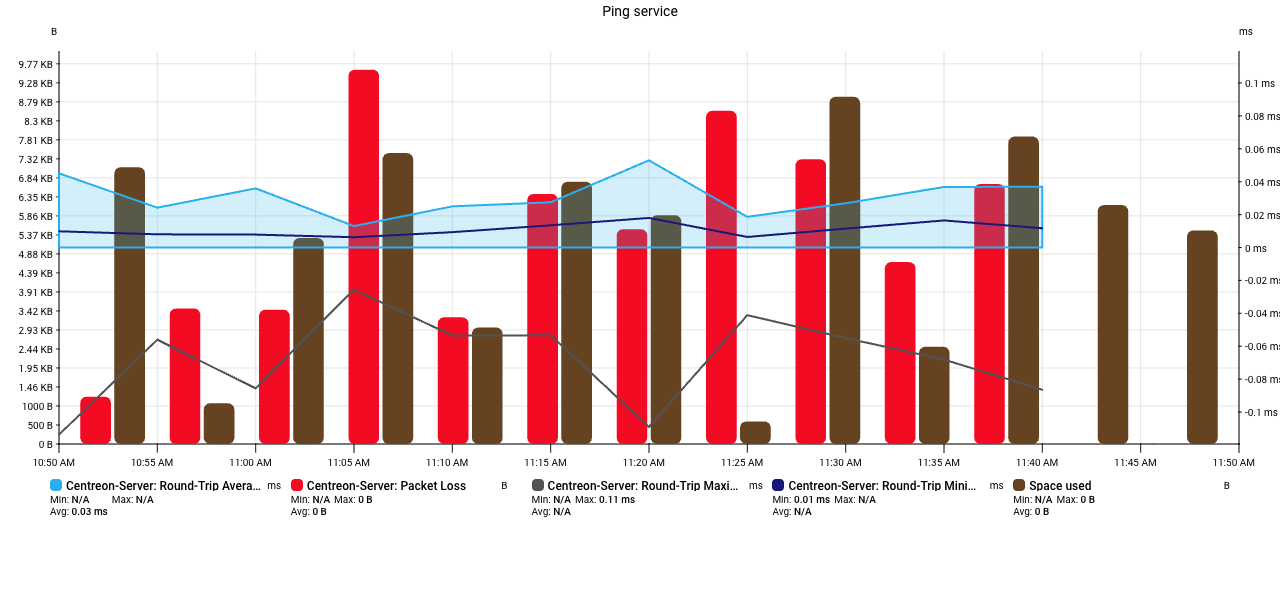 Ping service
B
ms
9.77 KB
9.28 KB
8.79 KB
8.3 KB
7.81 KB
7.32 KB
6.84 KB
6.35 KB
5.86 KB
5.37 KB
4.88 KB
4.39 KB
3.91 KB
3.42 KB
2.93 KB
2.44 KB
1.95 KB
1.46 KB
1000 B
500 B
0 B
0.1 ms
0.08 ms
0.06 ms
0.04 ms
0.02 ms
0 ms
-0.02 ms
-0.04 ms
-0.06 ms
-0.08 ms
-0.1 ms
10:50 AM 10:55 AM 11:00 AM 11:05 AM 11:10 AM 11:15 AM 11:20 AM 11:25 AM 11:30 AM 11:35 AM 11:40 AM 11:45 AM 11:50 AM
Centreon-Server: Round-Trip Avera... ms
Min: N/A Max: N/A
Avg: 0.03 ms
Centreon-Server: Packet Loss B
Min: N/A Max: 0 B
Avg: 0 B
Centreon-Server: Round-Trip Maxi... ms
Min: N/A Max: 0.11 ms
Avg: N/A
Centreon-Server: Round-Trip Mini... ms
Min: 0.01 ms Max: N/A
Avg: N/A
Space used B
Min: N/A Max: 0 B
Avg: 0 B